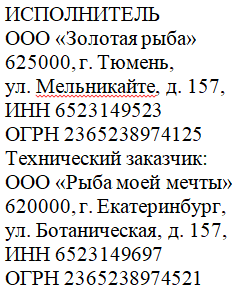 ИСПОЛНИТЕЛЬ
ООО «Золотая рыба»
625000, г. Тюмень,
ул. Мельникайте, д. 157,
ИНН 6523149523
ОГРН 2365238974125
Технический заказчик:
ООО «Рыба моей мечты»
620000, г. Екатеринбург,
ул. Ботаническая, д. 157,
ИНН 6523149697
ОГРН 2365238974521